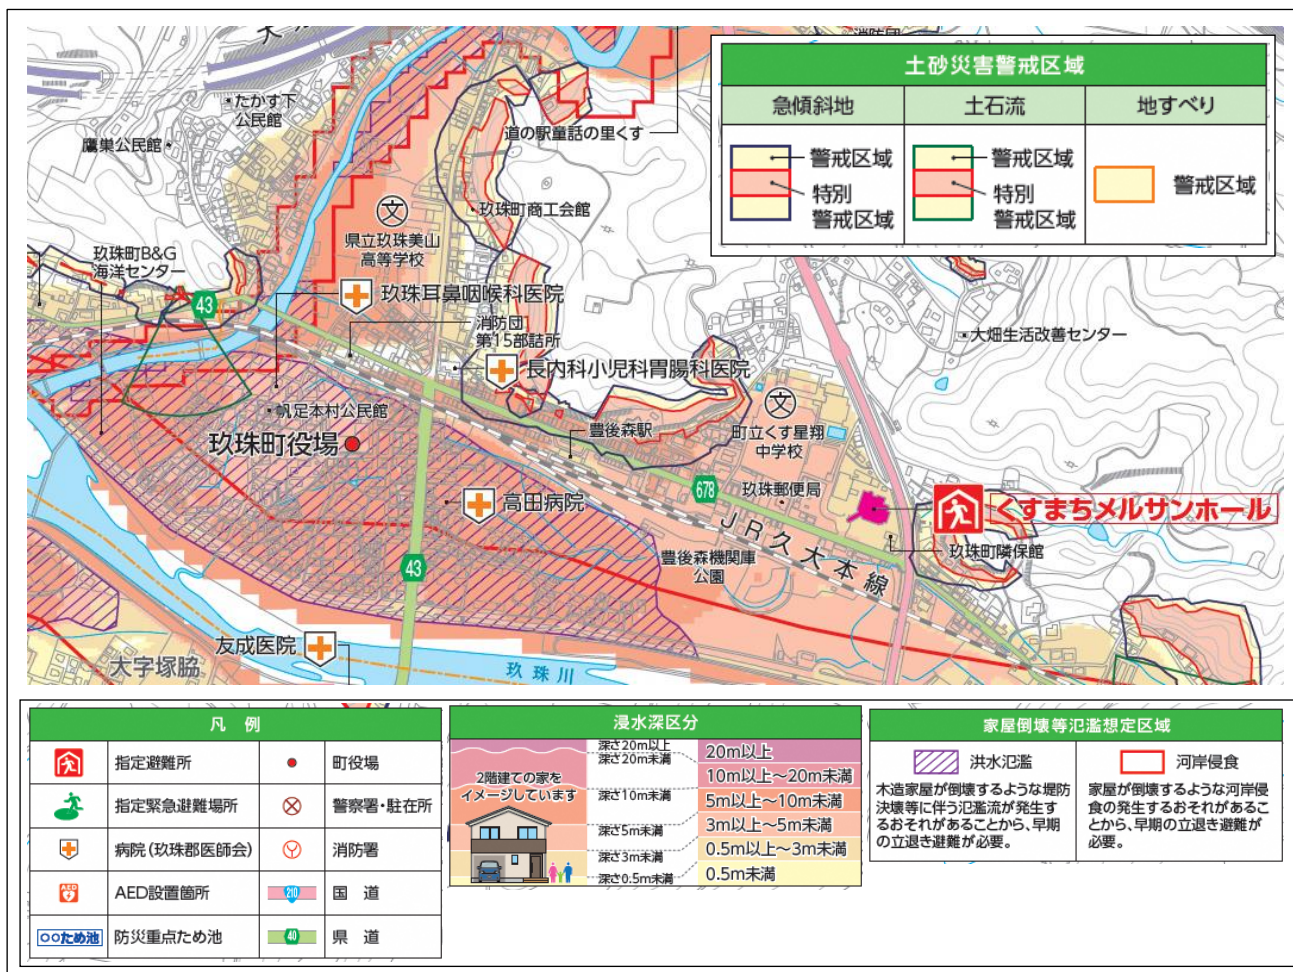 たかす下
公民館
鷹巣公民館
道の駅童話の里くす
消防団
土砂災害警戒区域
急傾斜地
土石流
地すべり
警戒区域
特別
警戒区域
警戒区域
特別
警戒区域
警戒区域
玖珠町商工会館
県立玖珠美山
高等学校
玖珠町B&G
海洋センター
43
玖珠耳鼻咽喉科医院
消防団
第15部詰所
長内科小児科胃腸科医院
大畑生活改善センター
帆足本村公民館
玖珠町役場
豊後森駅
町立くす星翔
中学校
高田病院
678
玖珠郵便局
くすまちメルサンホール
JR久大本線
玖珠町隣保館
豊後森機関庫
公園
43
友成医院
大字塚脇
玖珠川
凡例
指定避難所
町役場
指定緊急避難場所
警察署・駐在所
病院(玖珠郡医師会)
消防署
AED
AED設置箇所
210
国道
○○ため池
防災重点ため池
40
県道
浸水深区分
2階建ての家を
イメージしています
深さ20m以上
深さ20m未満
深さ10m未満
深さ5m未満
深さ3m未満
深さ0.5m未満
20m以上
10m以上～20m未満
5m以上～10m未満
3m以上～5m未満
0.5m以上～3m未満
0.5m未満
家屋倒壊等氾濫想定区域
洪水氾濫
木造家屋が倒壊するような堤防
決壊等に伴う氾濫流が発生す
るおそれがあることから、早期
の立退き避難が必要。
河岸侵食
家屋が倒壊するような河岸侵
食の発生するおそれがあるこ
とから、早期の立退き避難が
必要。